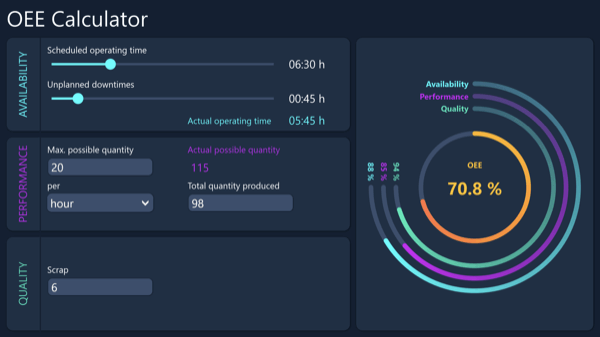 OEE Calculator
AVAILABILITY
Scheduled operating time
06:30 h
Unplanned downtimes
00:45 h
Actual operating time 05:45 h
PERFORMANCE
Max. possible quantity
20
per
hour
Actual possible quantity
115
Total quantity produced
98
QUALITY
Scrap
6
Availability
Performance
Quality
OEE
70.8 %
88 %
85 %
94 %